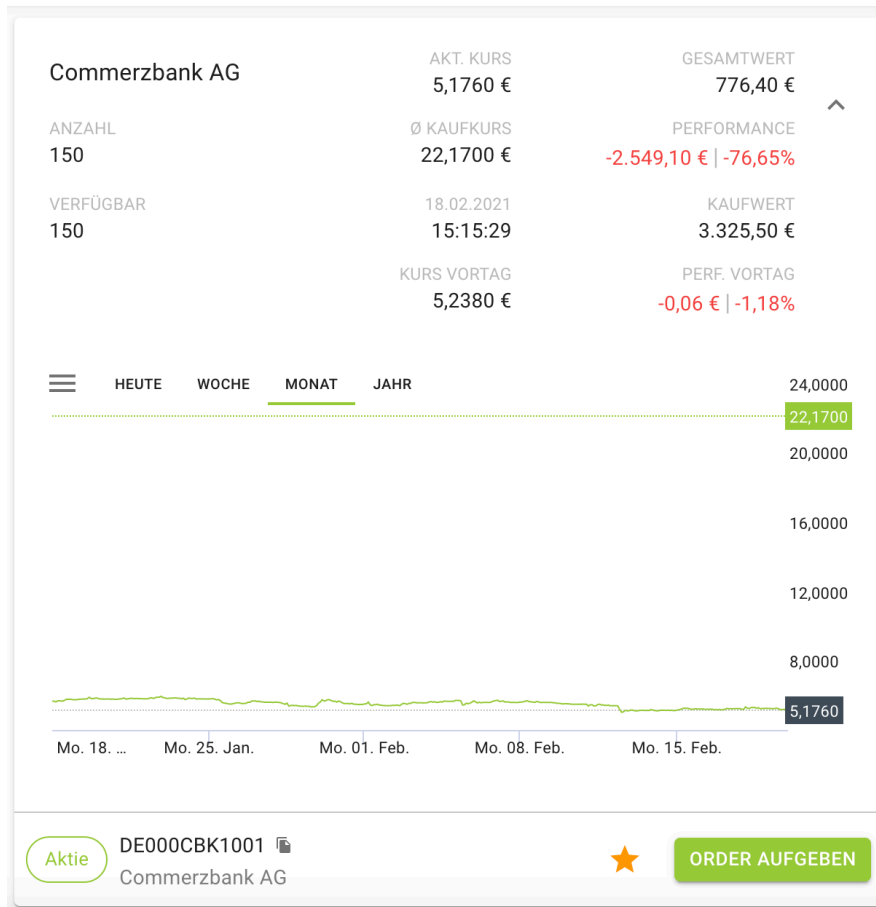 Commerzbank AG
AKT. KURS
5,1760 €
GESAMTWERT
776,40 €
ANZAHL
150
Ø KAUFKURS
22,1700 €
PERFORMANCE
-2.549,10 € | -76,65%
VERFÜGBAR
150
18.02.2021
15:15:29
KAUFWERT
3.325,50 €
KURS VORTAG
5,2380 €
PERF. VORTAG
-0,06 € | -1,18%
HEUTE WOCHE MONAT JAHR
24,0000
22,1700
20,0000
16,0000
12,0000
8,0000
5,1760
Mo. 18. ... Mo. 25. Jan. Mo. 01. Feb. Mo. 08. Feb. Mo. 15. Feb.
Aktie
DE000CBK1001
Commerzbank AG
ORDER AUFGEBEN